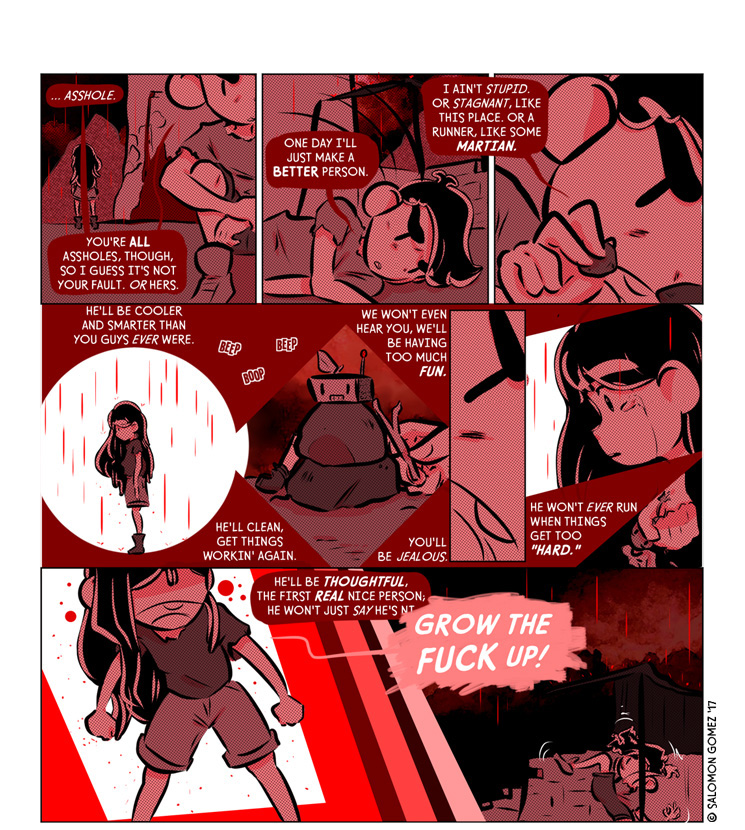 ... ASSHOLE.
YOU'RE ALL
ASSHOLES, THOUGH,
SO I GUESS IT'S NOT
YOUR FAULT. OR HERS.
ONE DAY I'LL
JUST MAKE A
BETTER PERSON.
I AIN'T STUPID.
OR STAGNANT, LIKE
THIS PLACE. OR A
RUNNER, LIKE SOME
MARTIAN.
HE'LL BE COOLER
AND SMARTER THAN
YOU GUYS EVER WERE.
BEEP
BOOP
BEEP
HE'LL CLEAN,
GET THINGS
WORKIN' AGAIN.
WE WON'T EVEN
HEAR YOU, WE'LL
BE HAVING
TOO MUCH
FUN.
YOU'LL
BE JEALOUS.
HE WON'T EVER RUN
WHEN THINGS
GET TOO
"HARD."
HE'LL BE THOUGHTFUL,
THE FIRST REAL NICE PERSON;
HE WON'T JUST SAY HE'S
GROW THE
FUCK UP!
© SALOMON GOMEZ '17